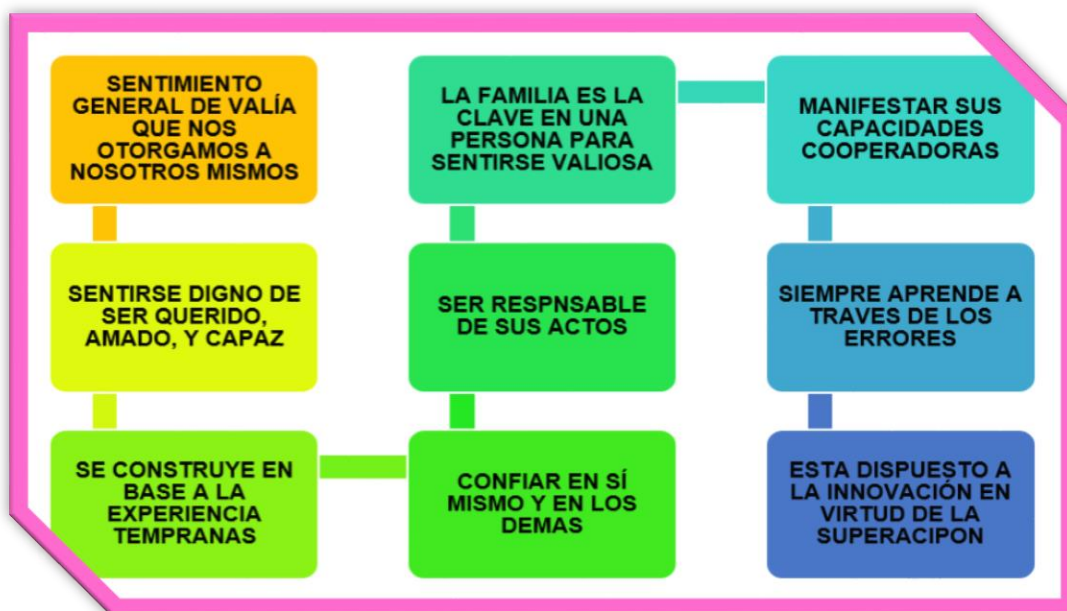 SENTIMIENTO
GENERAL DE VALÍA
QUE NOS
OTORGAMOS A
NOSOTROS MISMOS
SENTIRSE DIGNO DE
SER QUERIDO,
AMADO, Y CAPAZ
SE CONSTRUYE EN
BASE A LA
EXPERIENCIA
TEMPRANAS
CONFIAR EN SÍ
MISMO Y EN LOS
DEMAS
SER RESPNSABLE
DE SUS ACTOS
LA FAMILIA ES LA
CLAVE EN UNA
PERSONA PARA
SENTIRSE VALIOSA
MANIFESTAR SUS
CAPACIDADES
COOPERADORAS
SIEMPRE APRENDE A
TRAVES DE LOS
ERRORES
ESTA DISPUESTO A
LA INNOVACIÓN EN
VIRTUD DE LA
SUPERACIPON